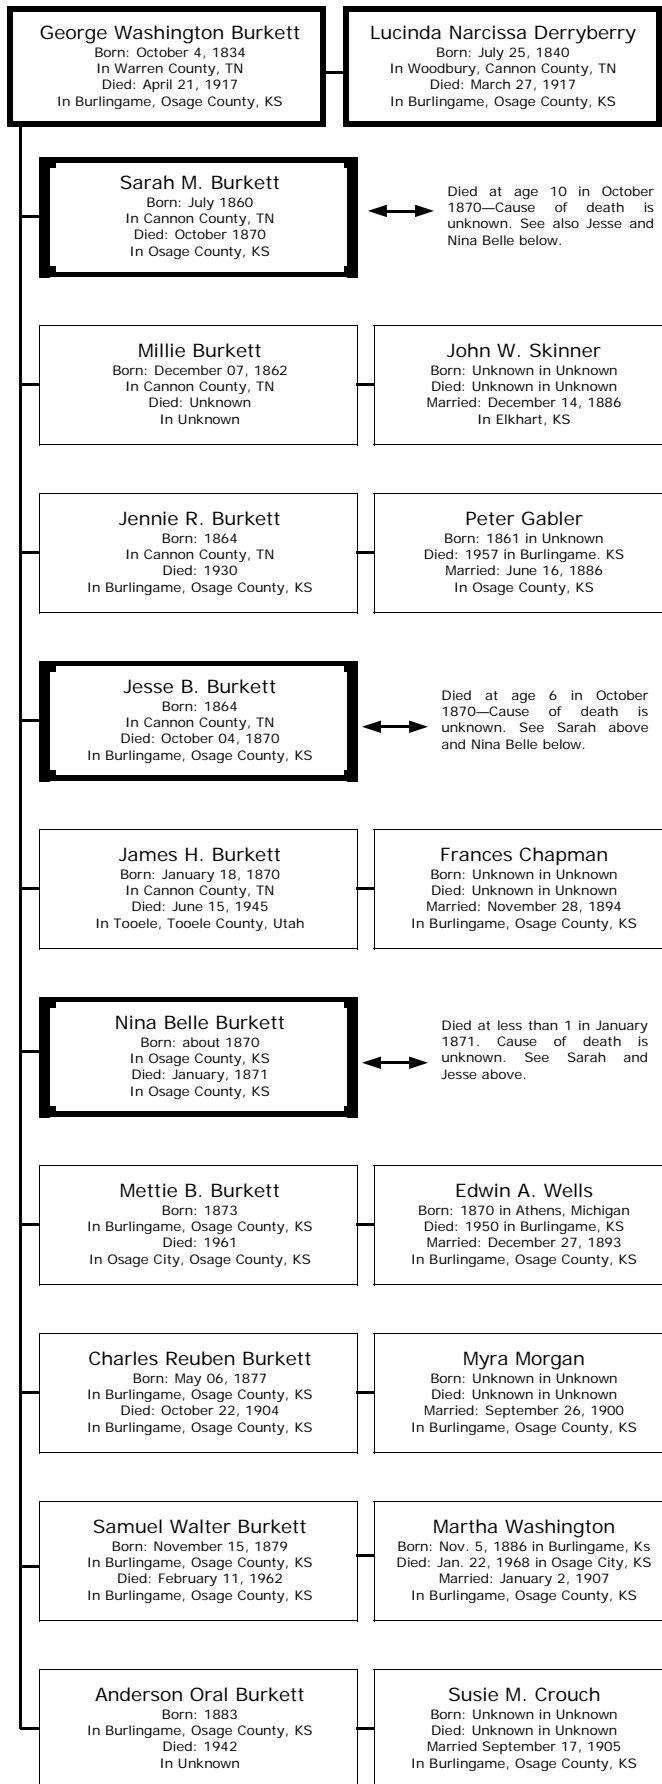 George Washington Burkett
Born: October 4, 1834
In Warren County, TN
Died: April 21, 1917
In Burlingame, Osage County, KS
Lucinda Narcissa Derryberry
Born: July 25, 1840
In Woodbury, Cannon County, TN
Died: March 27, 1917
In Burlingame, Osage County, KS
Sarah M. Burkett
Born: July 1860
In Cannon County, TN
Died: October 1870
In Osage County, KS
Died at age 10 in October
1870—Cause of death is
unknown. See also Jesse and
Nina Belle below.
Millie Burkett
Born: December 07, 1862
In Cannon County, TN
Died: Unknown
In Unknown
John W. Skinner
Born: Unknown in Unknown
Died: Unknown in Unknown
Married: December 14, 1886
In Elkhart, KS
Jennie R. Burkett
Born: 1864
In Cannon County, TN
Died: 1930
In Burlingame, Osage County, KS
Peter Gabler
Born: 1861 in Unknown
Died: 1957 in Burlingame. KS
Married: June 16, 1886
In Osage County, KS
Jesse B. Burkett
Born: 1864
In Cannon County, TN
Died: October 04, 1870
In Burlingame, Osage County, KS
Died at age 6 in October
1870—Cause of death is
unknown. See Sarah above
and Nina Belle below.
James H. Burkett
Born: January 18, 1870
In Cannon County, TN
Died: June 15, 1945
In Tooele, Tooele County, Utah
Frances Chapman
Born: Unknown in Unknown
Died: Unknown in Unknown
Married: November 28, 1894
In Burlingame, Osage County, KS
Nina Belle Burkett
Born: about 1870
In Osage County, KS
Died: January, 1871
In Osage County, KS
Died at less than 1 in January
1871. Cause of death is
unknown. See Sarah and
Jesse above.
Mettie B. Burkett
Born: 1873
In Burlingame, Osage County, KS
Died: 1961
In Osage City, Osage County, KS
Edwin A. Wells
Born: 1870 in Athens, Michigan
Died: 1950 in Burlingame, KS
Married: December 27, 1893
In Burlingame, Osage County, KS
Charles Reuben Burkett
Born: May 06, 1877
In Burlingame, Osage County, KS
Died: October 22, 1904
In Burlingame, Osage County, KS
Myra Morgan
Born: Unknown in Unknown
Died: Unknown in Unknown
Married: September 26, 1900
In Burlingame, Osage County, KS
Samuel Walter Burkett
Born: November 15, 1879
In Burlingame, Osage County, KS
Died: February 11, 1962
In Burlingame, Osage County, KS
Martha Washington
Born: Nov. 5, 1886 in Burlingame, Ks
Died: Jan. 22, 1968 in Osage City, KS
Married: January 2, 1907
In Burlingame, Osage County, KS
Anderson Oral Burkett
Born: 1883
In Burlingame, Osage County, KS
Died: 1942
In Unknown
Susie M. Crouch
Born: Unknown in Unknown
Died: Unknown in Unknown
Married September 17, 1905
In Burlingame, Osage County, KS